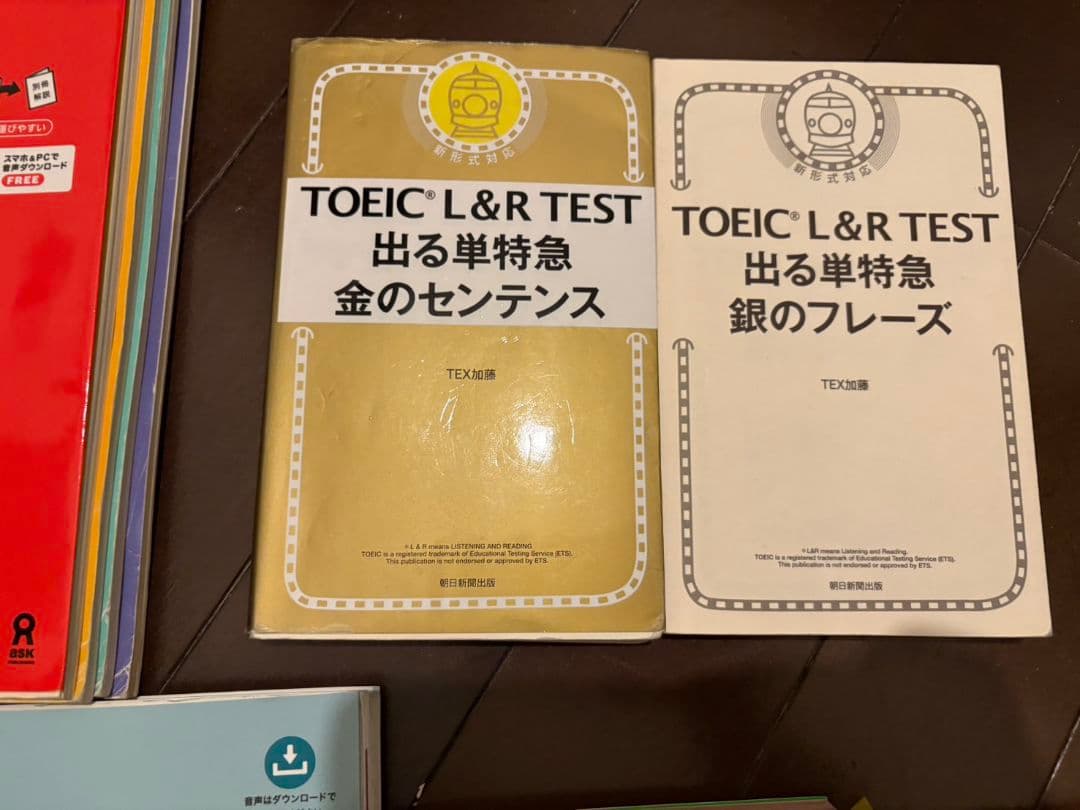 別冊
解説
選びやすい
スマホ&PCで
音声ダウンロード
FREE
ask
新形式対応
TOEIC® L&R TEST
出る単特急
金のセンテンス
TEX加藤
® L & R means LISTENING AND READING.
TOEIC is a registered trademark of Educational Testing Service (ETS).
This publication is not endorsed or approved by ETS.
朝日新聞出版
新形式対応
TOEIC® L&R TEST
出る単特急
銀のフレーズ
TEX加藤
® L&R means Listening and Reading.
TOEIC is a registered trademark of Educational Testing Service (ETS).
This publication is not endorsed or approved by ETS.
朝日新聞出版
音声はダウンロードで